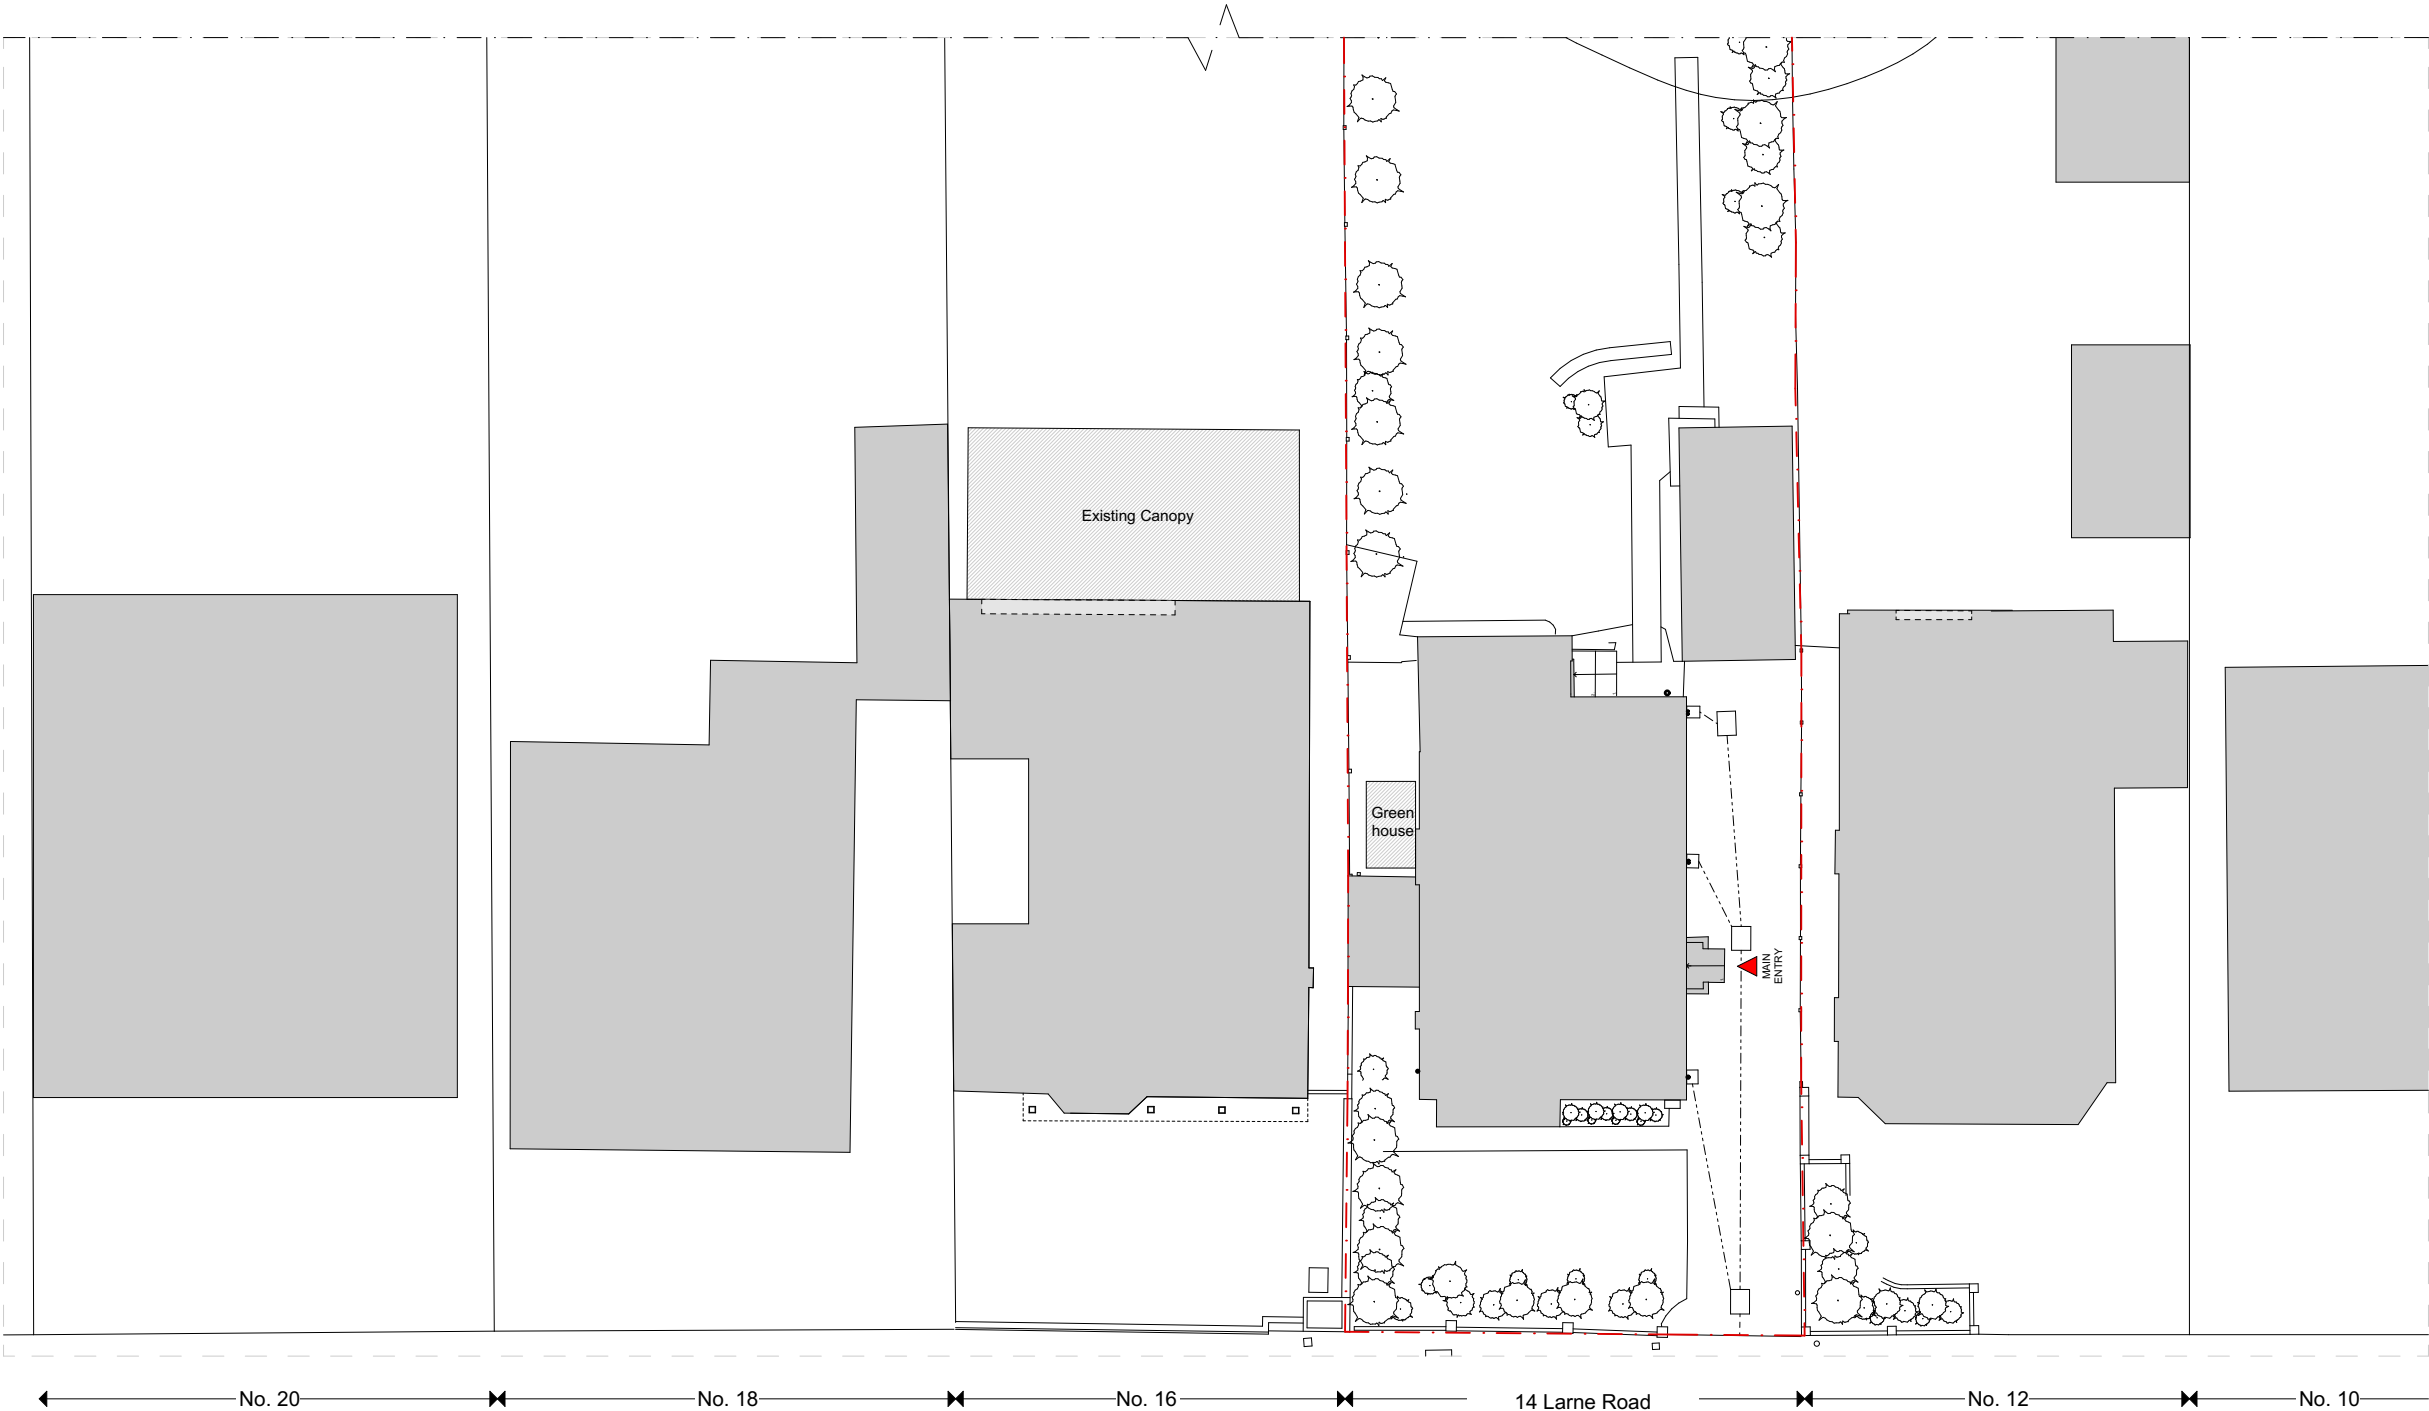 Existing Canopy
Green
house
MAIN
ENTRY
No. 20
No. 18
No. 16
14 Larne Road
No. 12
No. 10